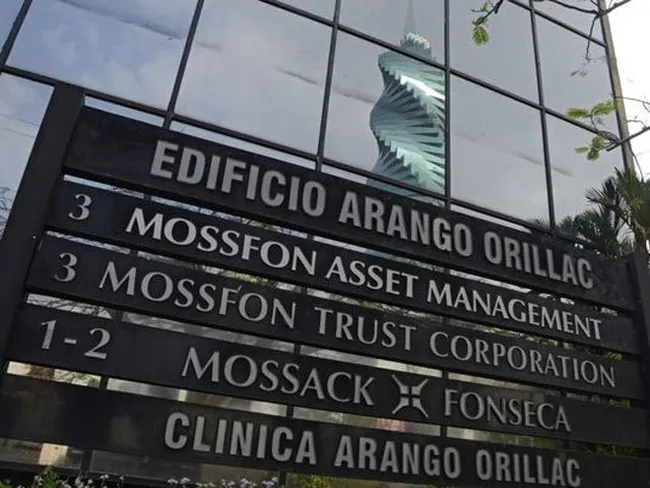 EDIFICIO ARANGO ORILLAC
3 MOSSFON ASSET MANAGEMENT
3 MOSSFON TRUST CORPORATION
1-2 MOSSACK FONSECA
CLINICA ARANGO ORILLAC